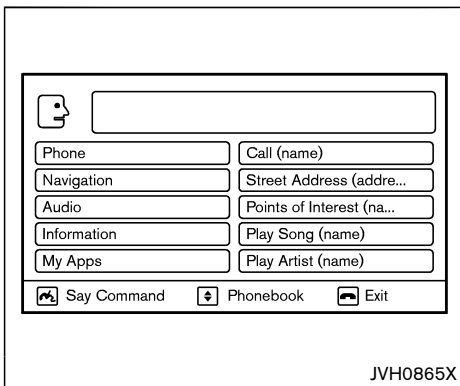 Phone Call (name)
Navigation Street Address (addre...
Audio Points of Interest (na...
Information Play Song (name)
My Apps Play Artist (name)
Say Command Phonebook Exit
JVH0865X